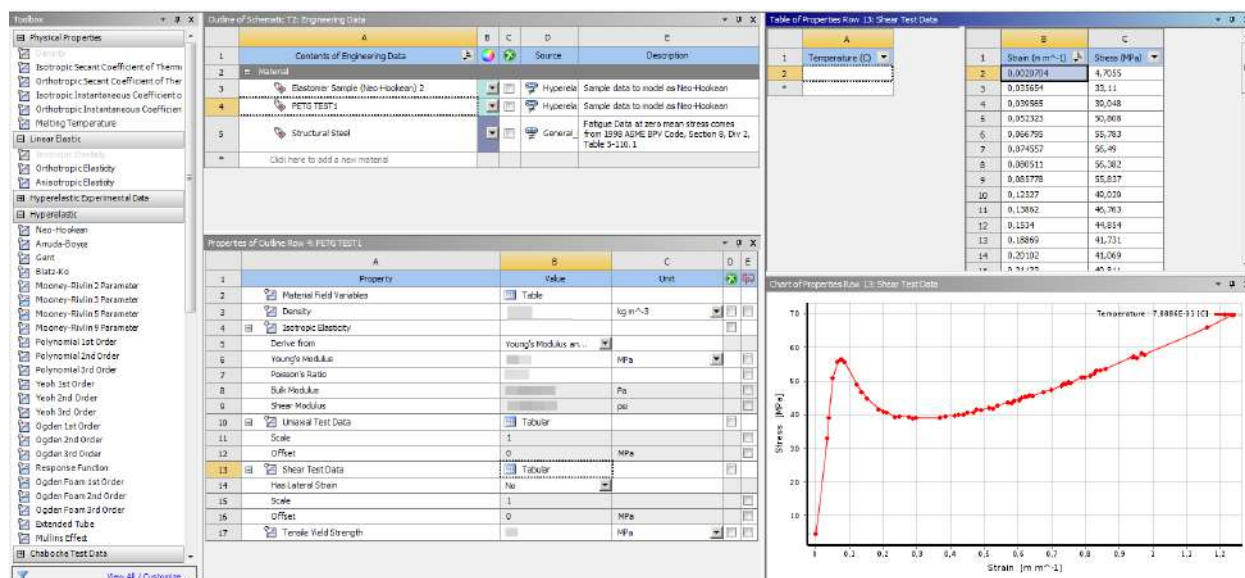 Toolbox
Physical Properties
Density
Isotropic Secant Coefficient of Therma
Orthotropic Secant Coefficient of Ther
Isotropic Instantaneous Coefficient o
Orthotropic Instantaneous Coefficien
Melting Temperature
Linear Elastic
Isotropic Elasticity
Orthotropic Elasticity
Anisotropic Elasticity
Hyperelastic Experimental Data
Hyperelastic
Neo-Hookean
Arruda-Boyce
Gent
Blatz-Ko
Mooney-Rivlin 2 Parameter
Mooney-Rivlin 3 Parameter
Mooney-Rivlin 5 Parameter
Mooney-Rivlin 9 Parameter
Polynomial 1st Order
Polynomial 2nd Order
Polynomial 3rd Order
Yeoh 1st Order
Yeoh 2nd Order
Yeoh 3rd Order
Ogden 1st Order
Ogden 2nd Order
Ogden 3rd Order
Response Function
Ogden Foam 1st Order
Ogden Foam 2nd Order
Ogden Foam 3rd Order
Extended Tube
Mullins Effect
Chaboche Test Data
View All / Customize...
Outline of Schematic T2: Engineering Data
A B C D E
1 Contents of Engineering Data Source Description
2 Material
3 Elastomer Sample (Neo-Hookean) 2 Hyperela Sample data to model as Neo-Hookean
4 PETG TEST1 Hyperela Sample data to model as Neo-Hookean
5 Structural Steel General_ Fatigue Data at zero mean stress comes
from 1998 ASME BPV Code, Section 8, Div 2,
Table 5-110.1
* Click here to add a new material
Properties of Outline Row 4: PETG TEST1
A B C D E
1 Property Value Unit
2 Material Field Variables Table
3 Density kg m^-3
4 Isotropic Elasticity
5 Derive from Young's Modulus an...
6 Young's Modulus MPa
7 Poisson's Ratio
8 Bulk Modulus Pa
9 Shear Modulus psi
10 Uniaxial Test Data Tabular
11 Scale 1
12 Offset 0 MPa
13 Shear Test Data Tabular
14 Has Lateral Strain No
15 Scale 1
16 Offset 0 MPa
17 Tensile Yield Strength MPa
Table of Properties Row 13: Shear Test Data
A
1 Temperature (C)
2
*
B C
1 Strain (m m^-1) Stress (MPa)
2 0,0020704 4,7055
3 0,035654 33,11
4 0,039565 39,048
5 0,052323 50,808
6 0,066795 55,783
7 0,074557 56,49
8 0,080511 56,382
9 0,085778 55,837
10 0,12327 49,029
11 0,13862 46,763
12 0,1534 44,854
13 0,18869 41,731
14 0,20102 41,069
Chart of Properties Row 13: Shear Test Data
Stress [MPa]
70
60
50
40
30
20
10
0 0,1 0,2 0,3 0,4 0,5 0,6 0,7 0,8 0,9 1 1,1 1,2
Strain [m m^-1]